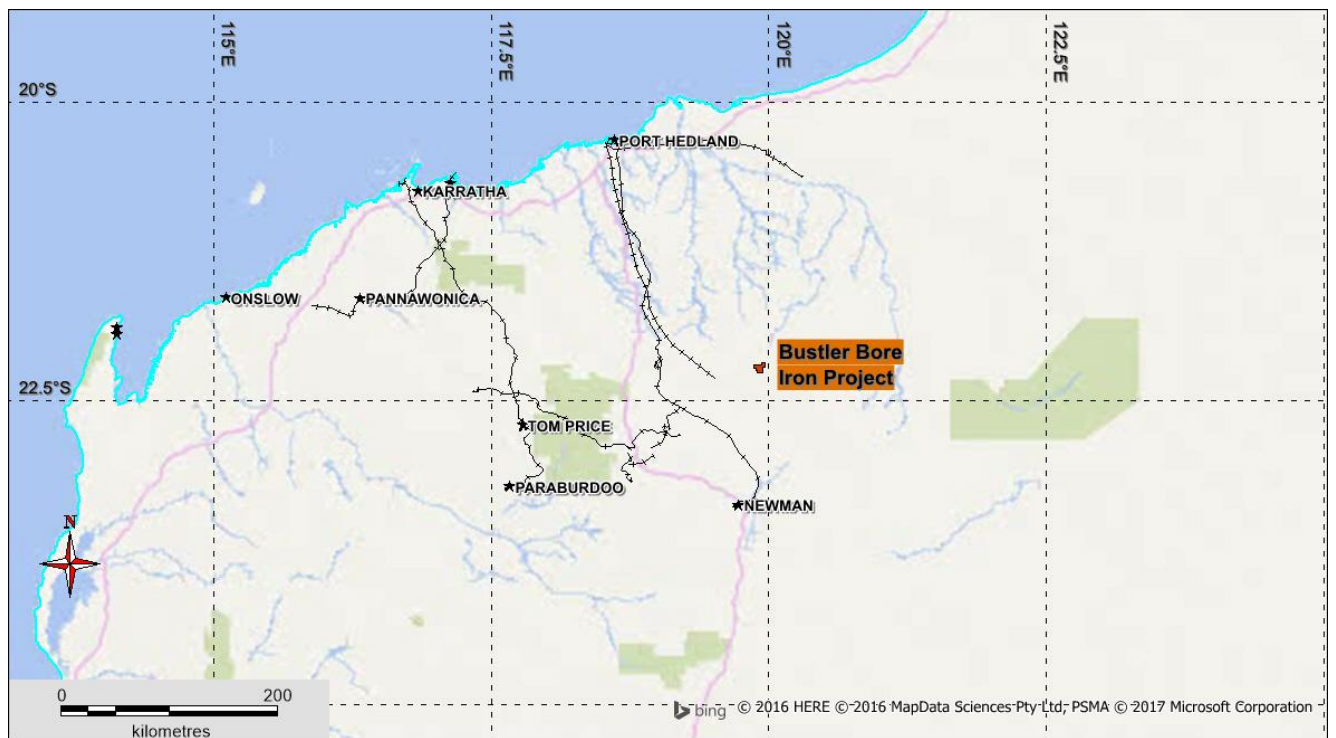 115°E
117.5°E
120°E
122.5°E
20°S
PORT HEDLAND
KARRATHA
ONSLOW
PANNAWONICA
Bustler Bore
Iron Project
22.5°S
TOM PRICE
PARABURDOO
NEWMAN
N
0 200
kilometres
bing © 2016 HERE © 2016 MapData Sciences Pty Ltd, PSMA © 2017 Microsoft Corporation